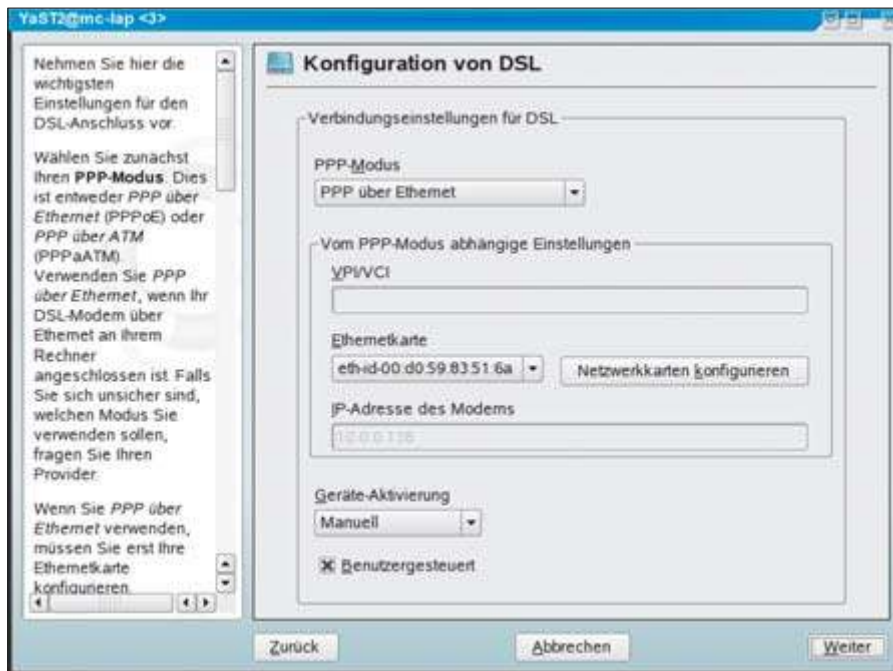 YaST2@mc-lap <3>
Nehmen Sie hier die
wichtigsten
Einstellungen für den
DSL-Anschluss vor.
Wählen Sie zunächst
Ihren PPP-Modus. Dies
ist entweder PPP über
Ethernet (PPPoE) oder
PPP über ATM
(PPPaATM).
Verwenden Sie PPP
über Ethernet, wenn Ihr
DSL-Modem über
Ethernet an Ihrem
Rechner
angeschlossen ist. Falls
Sie sich unsicher sind,
welchen Modus Sie
verwenden sollen,
fragen Sie Ihren
Provider.
Wenn Sie PPP über
Ethernet verwenden,
müssen Sie erst Ihre
Ethernetkarte
konfigurieren.
Konfiguration von DSL
Verbindungseinstellungen für DSL
PPP-Modus
PPP über Ethernet
Vom PPP-Modus abhängige Einstellungen
VPI/VCI
Ethernetkarte
eth-id-00:d0:59:83:51:6a
Netzwerkkarten konfigurieren
IP-Adresse des Modems
Geräte-Aktivierung
Manuell
Benutzergesteuert
Zurück
Abbrechen
Weiter